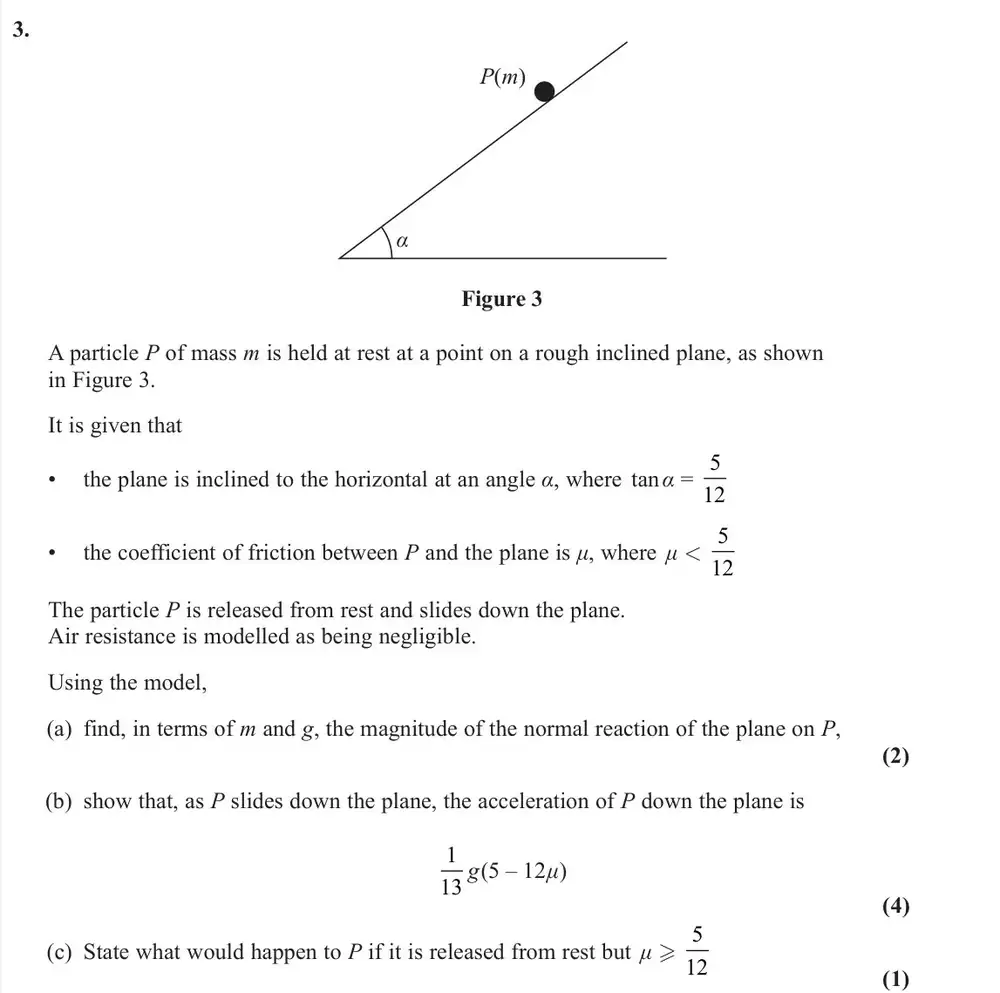 3.
P(m)
α
Figure 3
A particle P of mass m is held at rest at a point on a rough inclined plane, as shown
in Figure 3.
It is given that
• the plane is inclined to the horizontal at an angle α, where tan α = 5/12
• the coefficient of friction between P and the plane is μ, where μ < 5/12
The particle P is released from rest and slides down the plane.
Air resistance is modelled as being negligible.
Using the model,
(a) find, in terms of m and g, the magnitude of the normal reaction of the plane on P,
(2)
(b) show that, as P slides down the plane, the acceleration of P down the plane is
1/13 g(5 – 12μ)
(4)
(c) State what would happen to P if it is released from rest but μ ⩾ 5/12
(1)